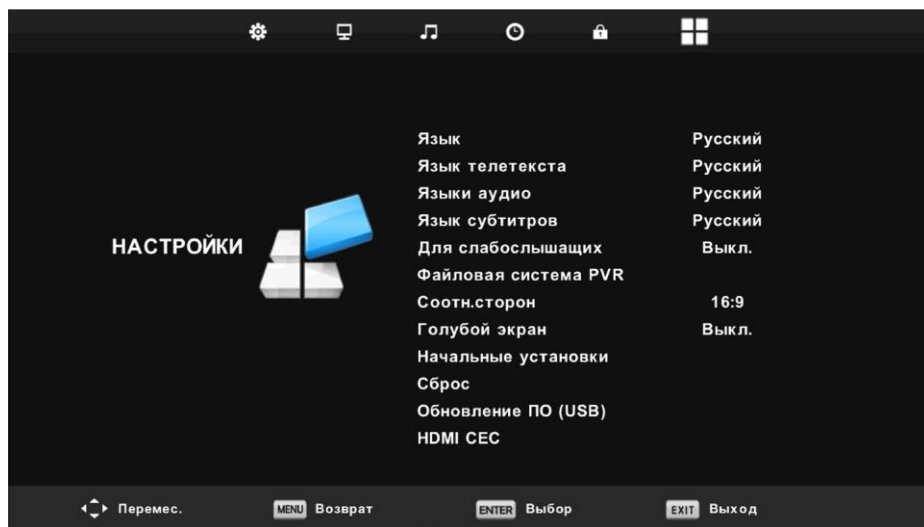 Язык Русский
Язык телетекста Русский
Языки аудио Русский
Язык субтитров Русский
НАСТРОЙКИ
Для слабослышащих Выкл.
Файловая система PVR
Соотн.сторон 16:9
Голубой экран Выкл.
Начальные установки
Сброс
Обновление ПО (USB)
HDMI CEC
Перемес. MENU Возврат ENTER Выбор EXIT Выход